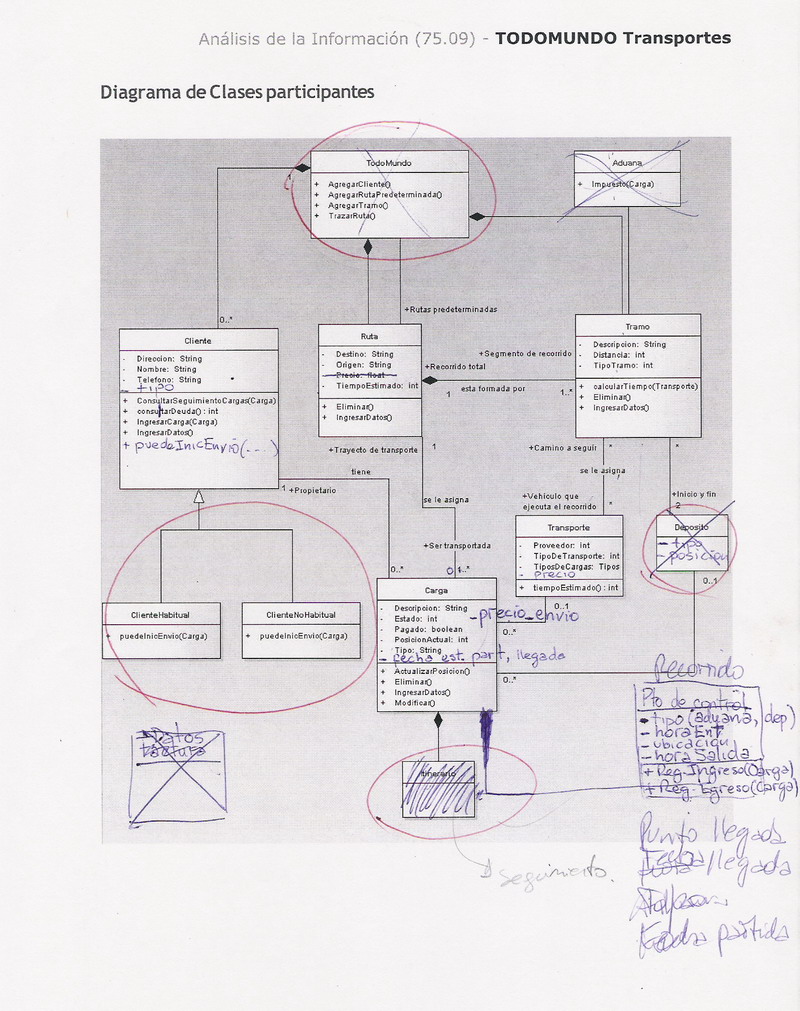 Análisis de la Información (75.09) - TODOMUNDO Transportes
Diagrama de Clases participantes
TodoMundo
+ AgregarCliente()
+ AgregarRutaPredeterminada()
+ AgregarTramo()
+ TrazarRuta()
1
Aduana
+ Impuesto(Carga)
0..*
+Rutas predeterminadas
Cliente
- Direccion: String
- Nombre: String
- Telefono: String
- tipo
+ ConsultarSeguimientoCargas(Carga)
+ consultarDeuda() : int
+ IngresarCarga(Carga)
+ IngresarDatos()
+ puedeInicEnvio(....)
Ruta
- Destino: String
- Origen: String
- Precio: float
- TiempoEstimado: int
+ Eliminar()
+ IngresarDatos()
+Recorrido total
1
esta formada por
+Segmento de recorrido
1..*
Tramo
- Descripcion: String
- Distancia: int
- TipoTramo: int
+ calcularTiempo(Transporte)
+ Eliminar()
+ IngresarDatos()
+Trayecto de transporte
1
tiene
1
+Propietario
se le asigna
+Ser transportada
0..*
0 1..*
+Camino a seguir
*
se le asigna
+Vehiculo que
ejecuta el recorrido
*
*
+Inicio y fin
2
Transporte
- Proveedor: int
- TipoDeTransporte: int
- TiposDeCargas: Tipos
- precio
+ tiempoEstimado() : int
0..1
Deposito
- tipo
- posicion
0..1
ClienteHabitual
+ puedeInicEnvio(Carga)
ClienteNoHabitual
+ puedeInicEnvio(Carga)
Carga
- Descripcion: String
- Estado: int
- Pagado: boolean
- PosicionActual: int
- Tipo: String
- precio_envio
- fecha est. part, llegada
+ ActualizarPosicion()
+ Eliminar()
+ IngresarDatos()
+ Modificar()
0..*
0..*
Itinerario
Datos
factura
Recorrido
Pto de control
- tipo (aduana, dep)
- hora Ent
- ubicación
- hora Salida
+ Reg.Ingreso(Carga)
+ Reg.Egreso(Carga)
Punto llegada
/llegada
partida
Seguimiento.